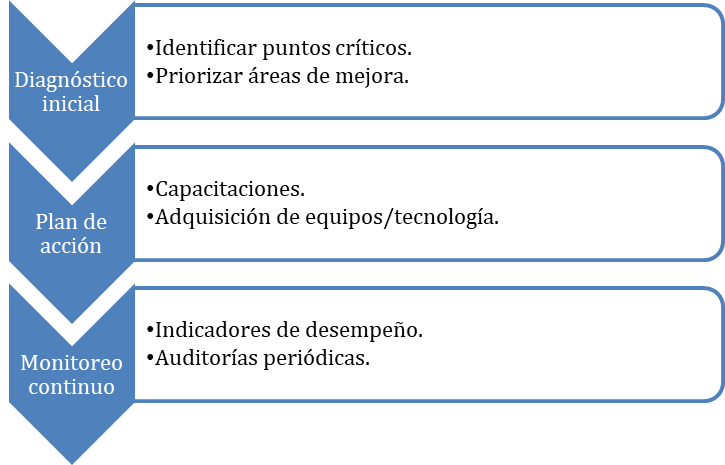 Diagnóstico
inicial
•Identificar puntos críticos.
•Priorizar áreas de mejora.
Plan de
acción
•Capacitaciones.
•Adquisición de equipos/tecnología.
Monitoreo
continuo
•Indicadores de desempeño.
•Auditorías periódicas.